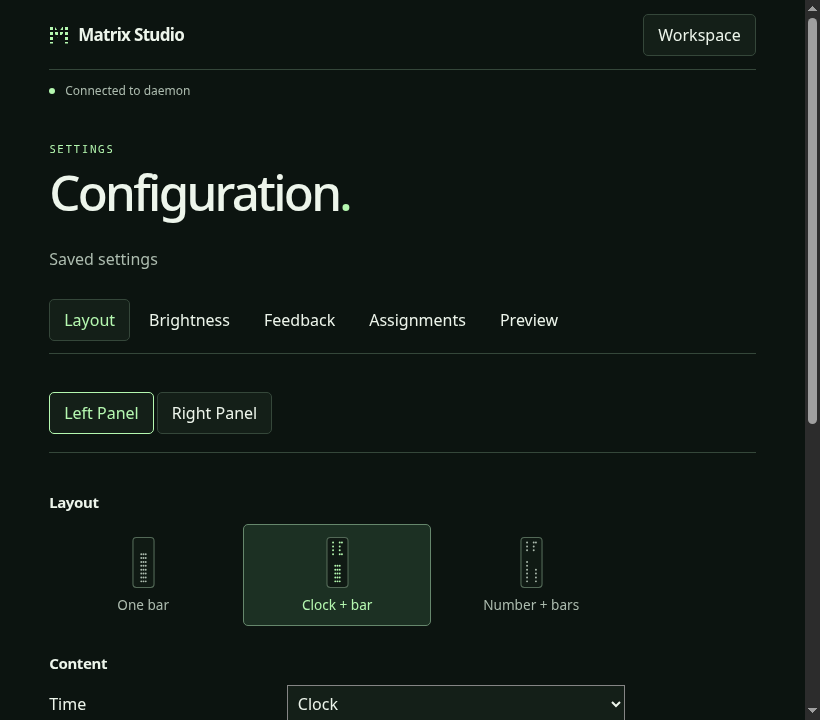 Matrix Studio
Workspace
Connected to daemon
SETTINGS
Configuration.
Saved settings
Layout Brightness Feedback Assignments Preview
Left Panel Right Panel
Layout
One bar Clock + bar Number + bars
Content
Time Clock